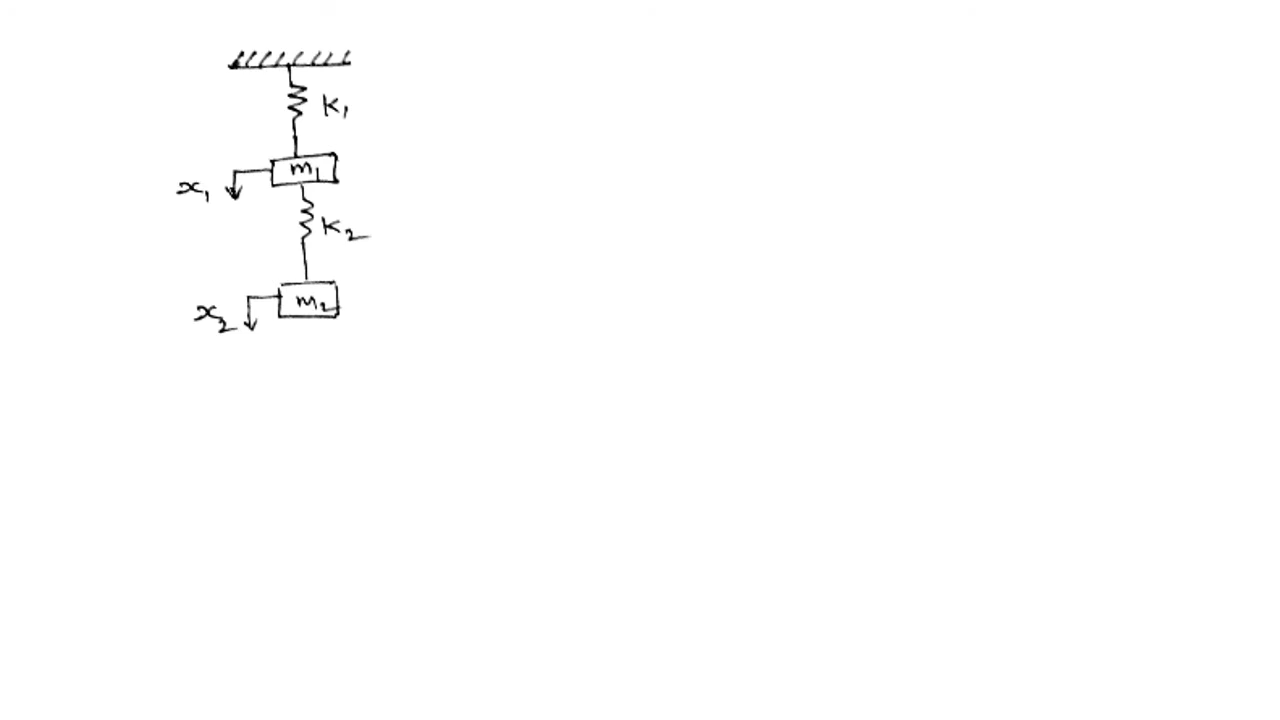 K₁
m₁
x₁
K₂
m₂
x₂